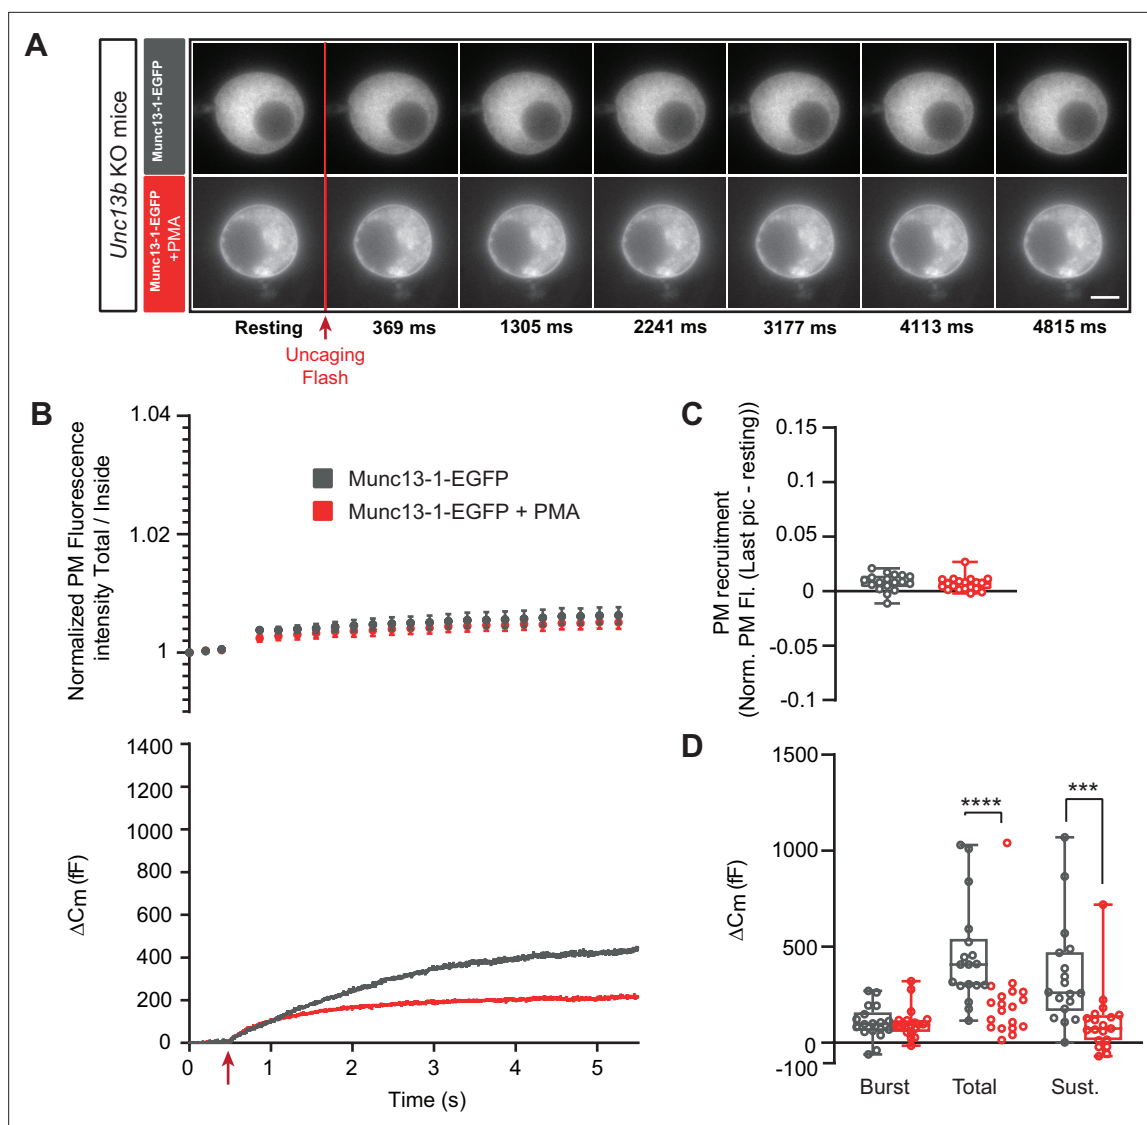 A
Unc13b KO mice
Munc13-1-EGFP
Munc13-1-EGFP
+PMA
Resting
369 ms
1305 ms
2241 ms
3177 ms
4113 ms
4815 ms
Uncaging
Flash
B
Normalized PM Fluorescence
intensity Total / Inside
1.04
1.02
1
Munc13-1-EGFP
Munc13-1-EGFP + PMA
C
PM recruitment
(Norm. PM Fl. (Last pic - resting))
0.15
0.1
0.05
0
-0.05
-0.1
ΔCm (fF)
1400
1200
1000
800
600
400
200
0
0
1
2
3
4
5
Time (s)
D
ΔCm (fF)
1500
1000
500
0
-100
****
***
Burst
Total
Sust.